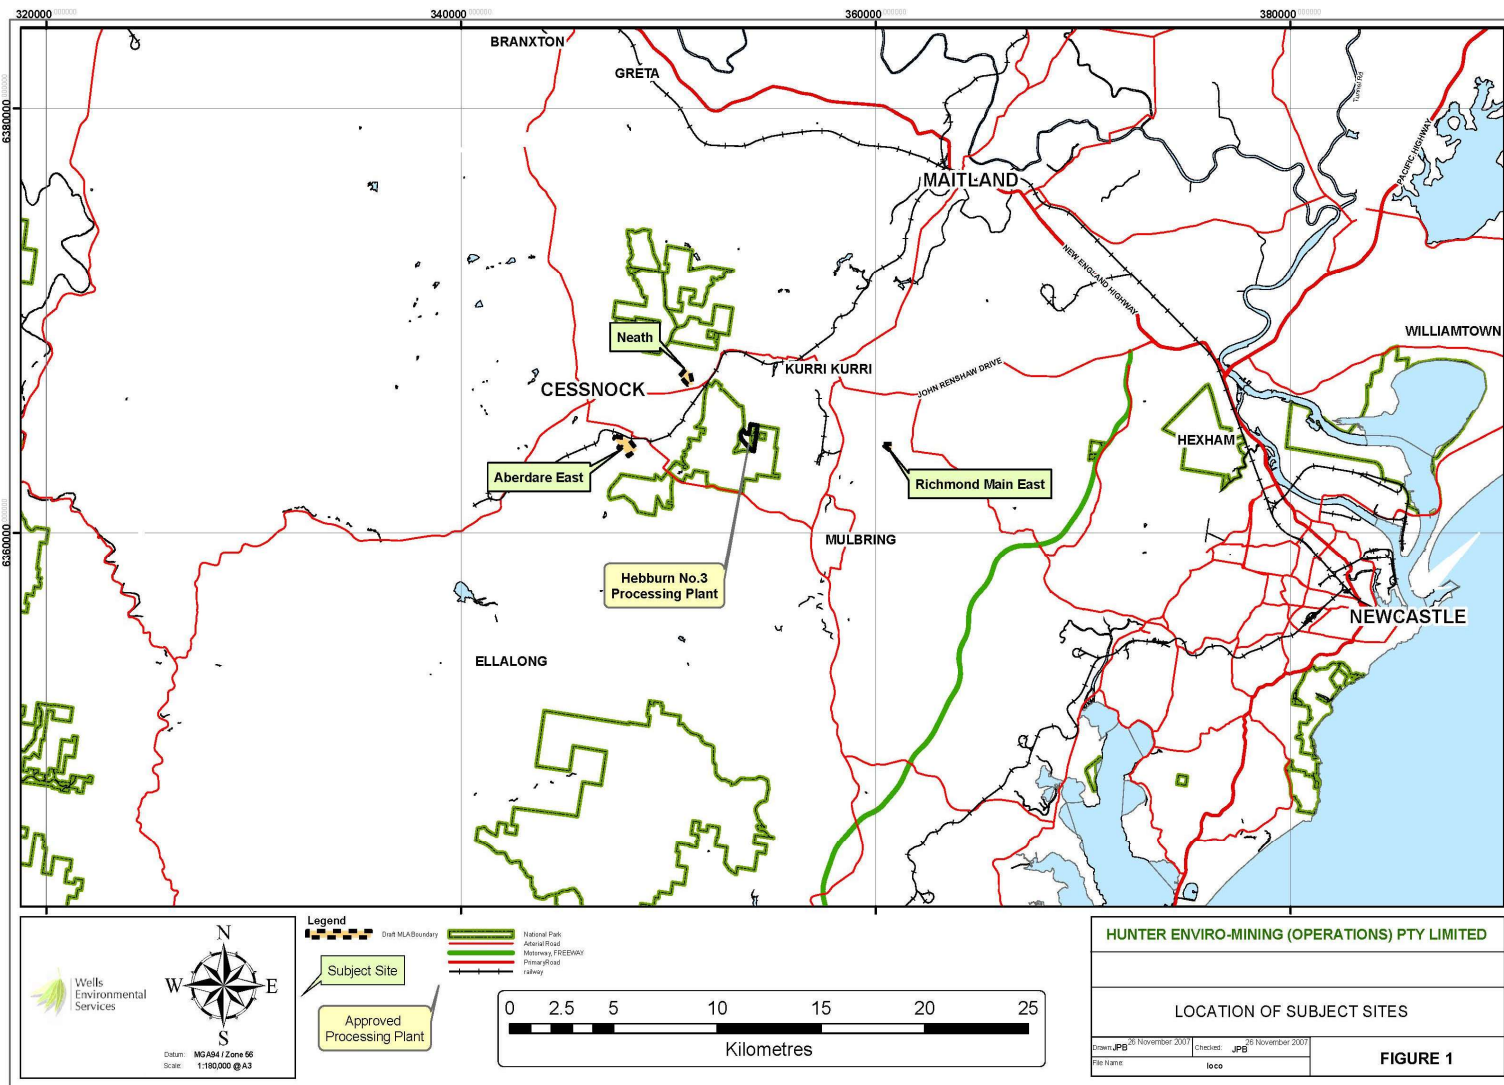 320000
340000
360000
380000
6380000
6360000
BRANXTON
GRETA
MAITLAND
Tumai Rd
PACIFIC HIGHWAY
NEW ENGLAND HIGHWAY
WILLIAMTOWN
Neath
CESSNOCK
KURRI KURRI
JOHN RENSHAW DRIVE
HEXHAM
Aberdare East
Richmond Main East
MULBRING
Hebburn No.3
Processing Plant
NEWCASTLE
ELLALONG
Wells
Environmental
Services
N
W
E
S
Datum: MGA94 / Zone 56
Scale: 1:180,000 @ A3
Legend
Draft MLA Boundary
Subject Site
Approved
Processing Plant
National Park
Arterial Road
Motorway, FREEWAY
PrimaryRoad
railway
0 2.5 5 10 15 20 25
Kilometres
HUNTER ENVIRO-MINING (OPERATIONS) PTY LIMITED
LOCATION OF SUBJECT SITES
Drawn: JPB 26 November 2007 Checked: JPB 26 November 2007
File Name: loco
FIGURE 1